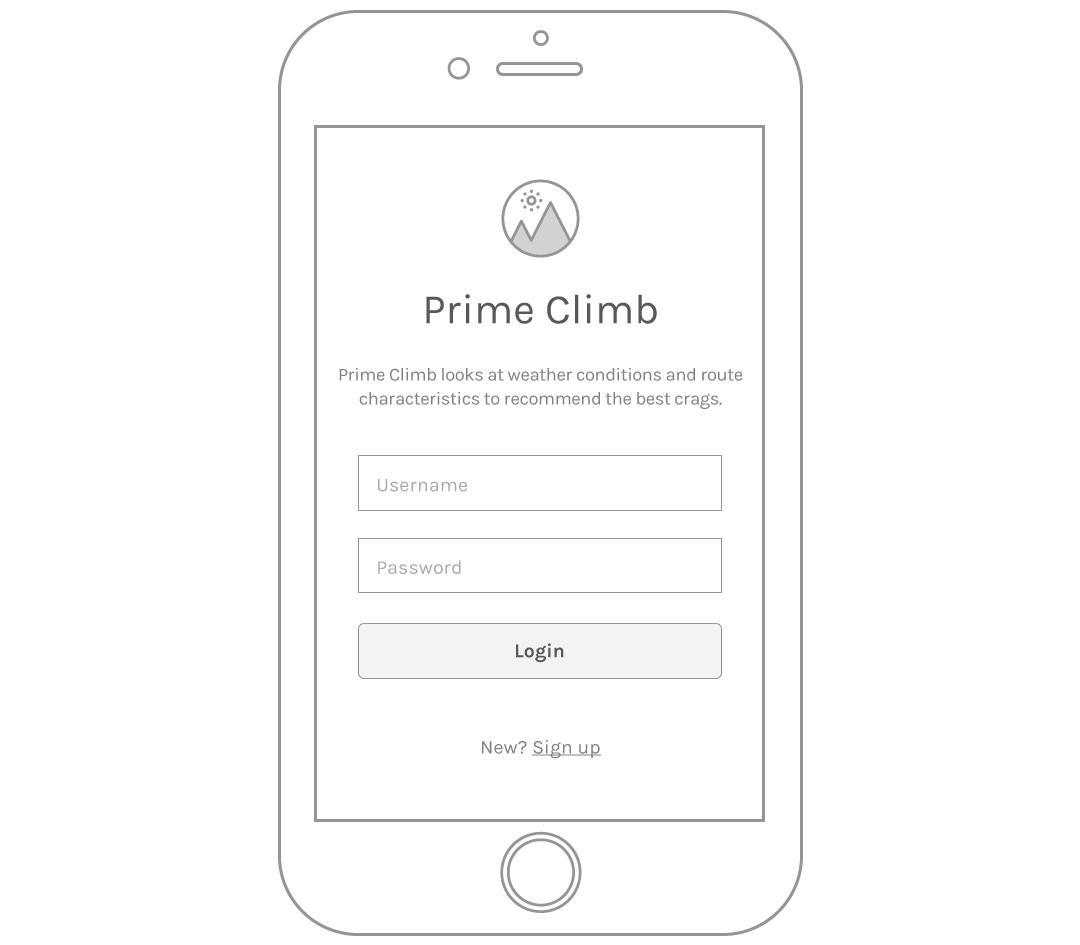 Prime Climb
Prime Climb looks at weather conditions and route
characteristics to recommend the best crags.
Username
Password
Login
New? Sign up